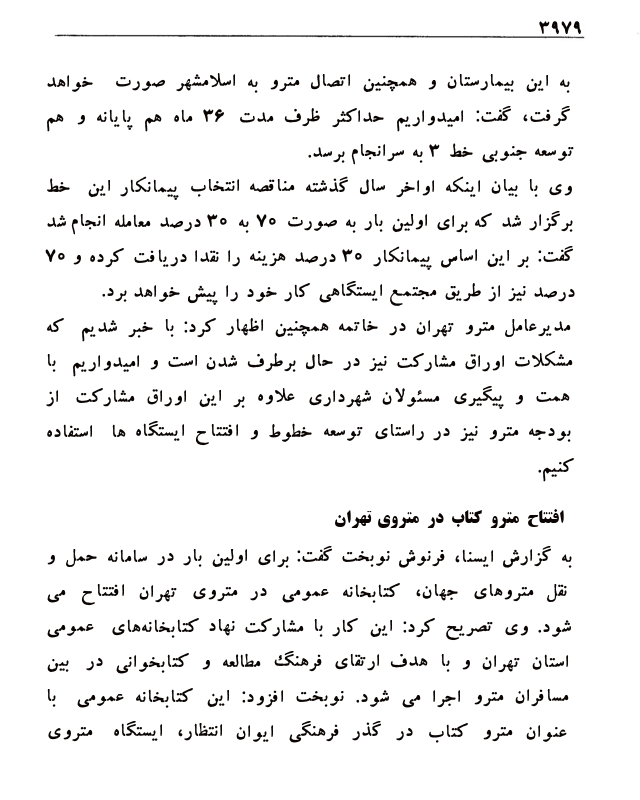 ۳۹۷۹
به این بیمارستان و همچنین اتصال مترو به اسلامشهر صورت خواهد
گرفت، گفت: امیدواریم حداکثر ظرف مدت ۳۶ ماه هم پایانه و هم
توسعه جنوبی خط ۳ به سرانجام برسد.
وی با بیان اینکه اواخر سال گذشته مناقصه انتخاب پیمانکار این خط
برگزار شد که برای اولین بار به صورت ۷۰ به ۳۰ درصد معامله انجام شد
گفت: بر این اساس پیمانکار ۳۰ درصد هزینه را نقدا دریافت کرده و ۷۰
درصد نیز از طریق مجتمع ایستگاهی کار خود را پیش خواهد برد.
مدیرعامل مترو تهران در خاتمه همچنین اظهار کرد: با خبر شدیم که
مشکلات اوراق مشارکت نیز در حال برطرف شدن است و امیدواریم با
همت و پیگیری مسئولان شهرداری علاوه بر این اوراق مشارکت از
بودجه مترو نیز در راستای توسعه خطوط و افتتاح ایستگاه ها استفاده
کنیم.
افتتاح مترو کتاب در متروی تهران
به گزارش ایسنا، فرنوش نوبخت گفت: برای اولین بار در سامانه حمل و
نقل متروهای جهان، کتابخانه عمومی در متروی تهران افتتاح می
شود. وی تصریح کرد: این کار با مشارکت نهاد کتابخانه‌های عمومی
استان تهران و با هدف ارتقای فرهنگ مطالعه و کتابخوانی در بین
مسافران مترو اجرا می شود. نوبخت افزود: این کتابخانه عمومی با
عنوان مترو کتاب در گذر فرهنگی ایوان انتظار، ایستگاه متروی